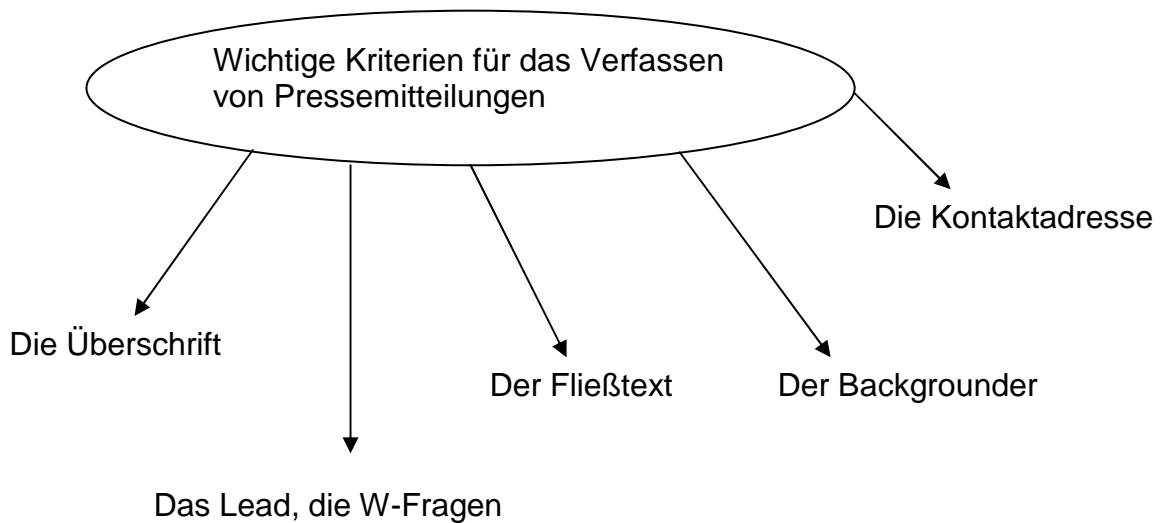 Wichtige Kriterien für das Verfassen
von Pressemitteilungen
Die Kontaktadresse
Die Überschrift
Der Fließtext
Der Backgrounder
Das Lead, die W-Fragen